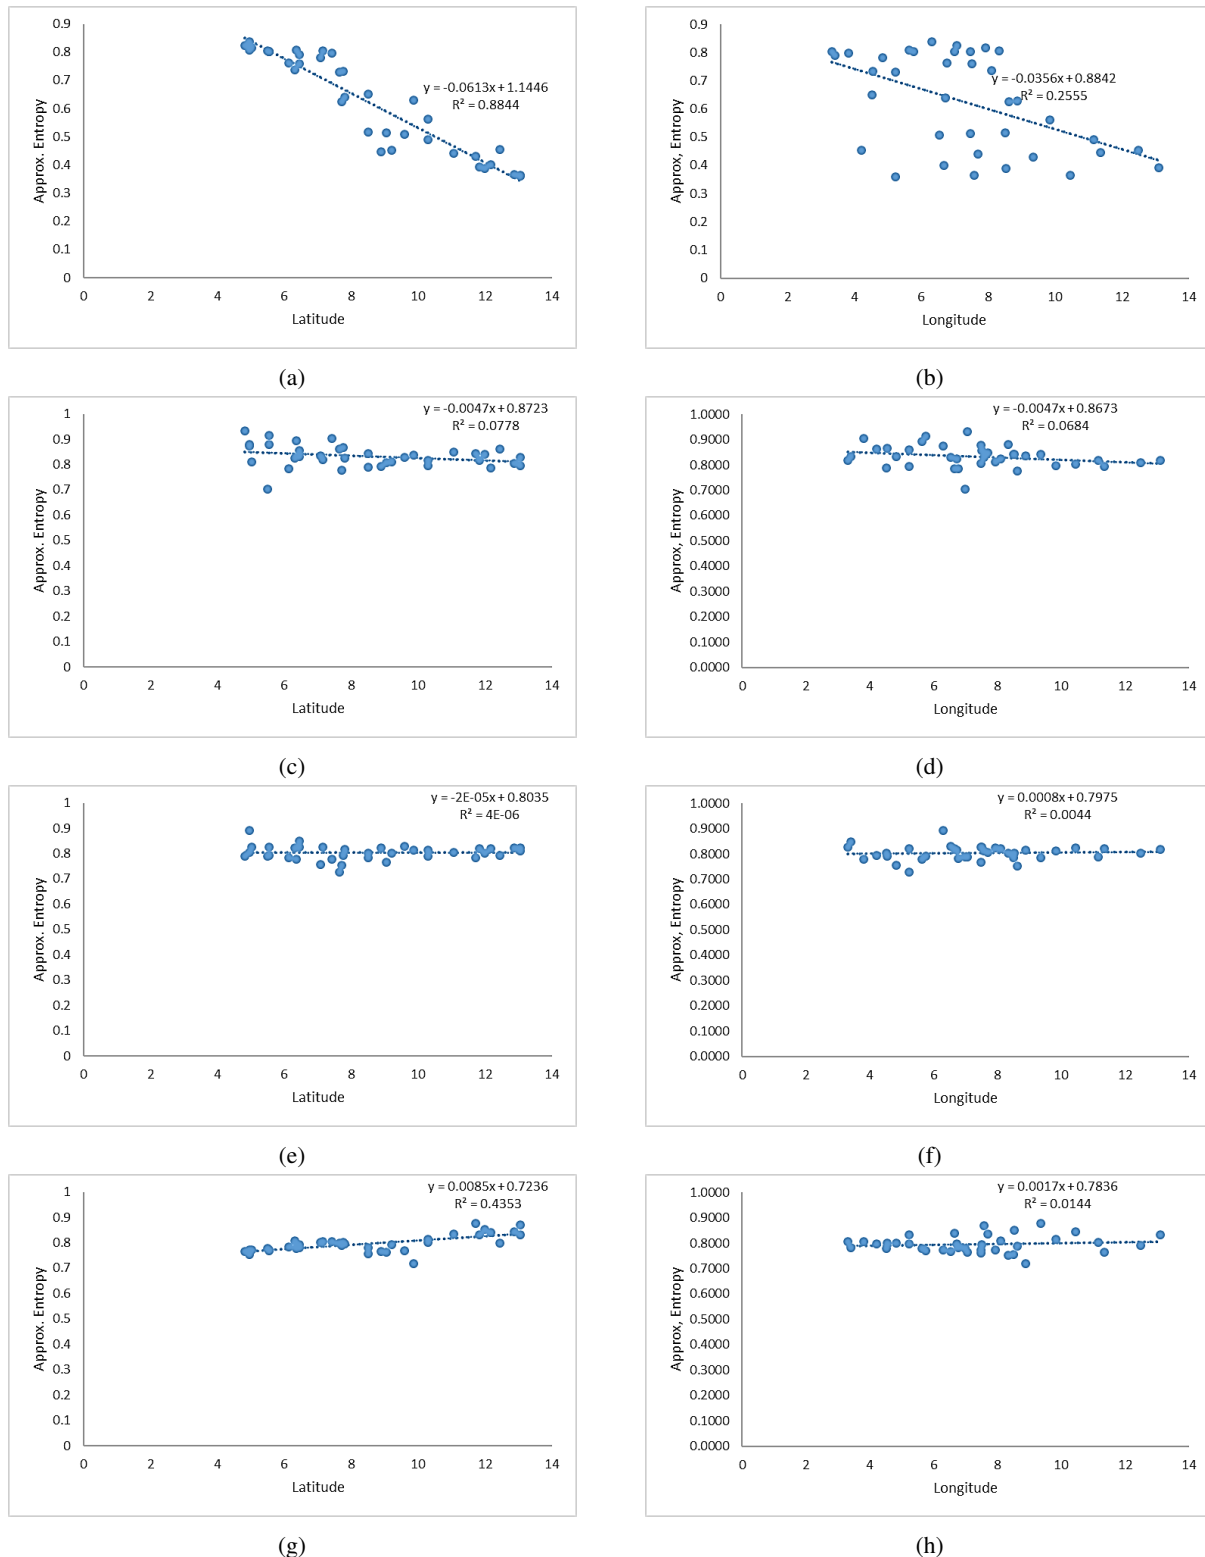 0.9
0.8
0.7
0.6
0.5
0.4
0.3
0.2
0.1
0
Approx. Entropy
y = -0.0613x + 1.1446
R² = 0.8844
0 2 4 6 8 10 12 14
Latitude
(a)
0.9
0.8
0.7
0.6
0.5
0.4
0.3
0.2
0.1
0
Approx. Entropy
y = -0.0356x + 0.8842
R² = 0.2555
0 2 4 6 8 10 12 14
Longitude
(b)
1
0.9
0.8
0.7
0.6
0.5
0.4
0.3
0.2
0.1
0
Approx. Entropy
y = -0.0047x + 0.8723
R² = 0.0778
0 2 4 6 8 10 12 14
Latitude
(c)
1.0000
0.9000
0.8000
0.7000
0.6000
0.5000
0.4000
0.3000
0.2000
0.1000
0.0000
Approx, Entropy
y = -0.0047x + 0.8673
R² = 0.0684
0 2 4 6 8 10 12 14
Longitude
(d)
1
0.9
0.8
0.7
0.6
0.5
0.4
0.3
0.2
0.1
0
Approx. Entropy
y = -2E-05x + 0.8035
R² = 4E-06
0 2 4 6 8 10 12 14
Latitude
(e)
1.0000
0.9000
0.8000
0.7000
0.6000
0.5000
0.4000
0.3000
0.2000
0.1000
0.0000
Approx, Entropy
y = 0.0008x + 0.7975
R² = 0.0044
0 2 4 6 8 10 12 14
Longitude
(f)
1
0.9
0.8
0.7
0.6
0.5
0.4
0.3
0.2
0.1
0
Approx. Entropy
y = 0.0085x + 0.7236
R² = 0.4353
0 2 4 6 8 10 12 14
Latitude
(g)
1.0000
0.9000
0.8000
0.7000
0.6000
0.5000
0.4000
0.3000
0.2000
0.1000
0.0000
Approx, Entropy
y = 0.0017x + 0.7836
R² = 0.0144
0 2 4 6 8 10 12 14
Longitude
(h)